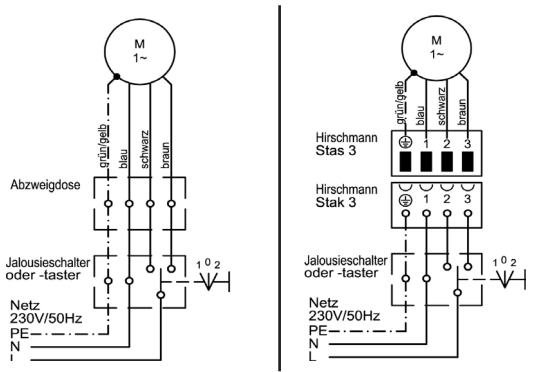 M
1~
grün/gelb
blau
schwarz
braun
Abzweigdose
Jalousieschalter
oder -taster
1 0 2
Netz
230V/50Hz
PE
N
L
M
1~
grün/gelb
blau
schwarz
braun
Hirschmann
Stas 3
1 2 3
Hirschmann
Stak 3
1 2 3
Jalousieschalter
oder -taster
1 0 2
Netz
230V/50Hz
PE
N
L